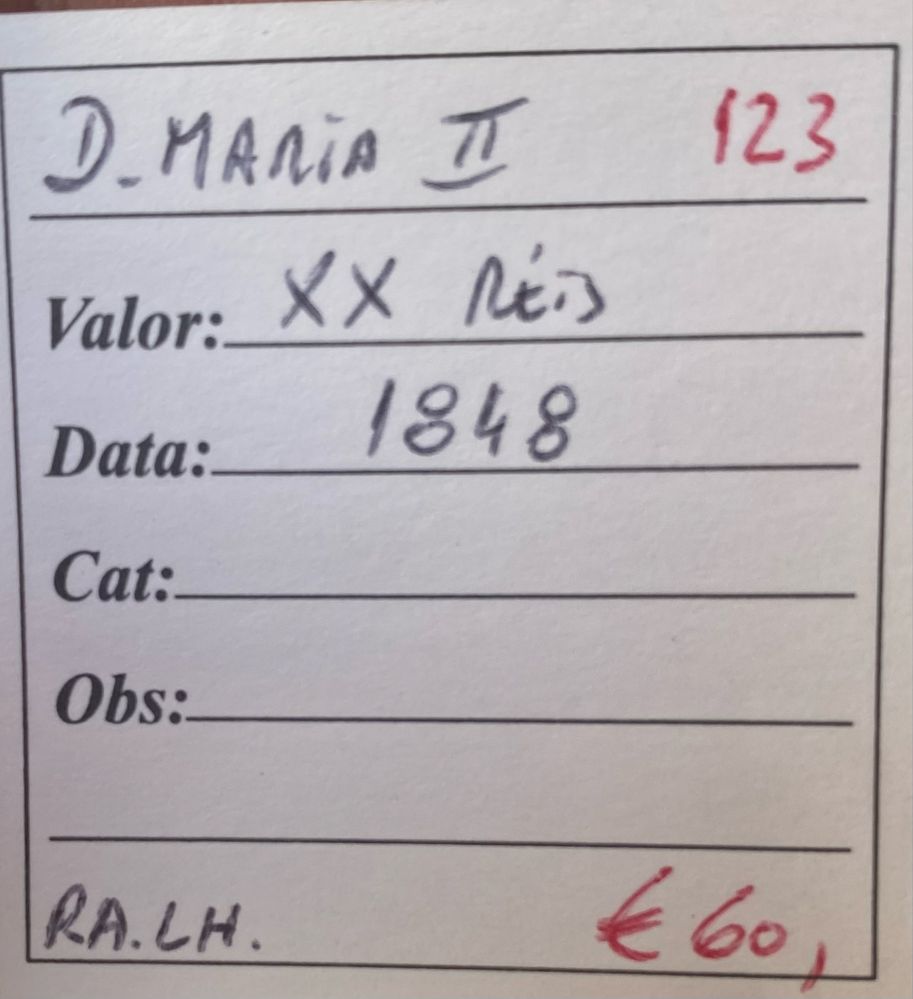 D. MARIA II 123
Valor: XX Réis
Data: 1848
Cat:
Obs:
RA.LH. € 60,